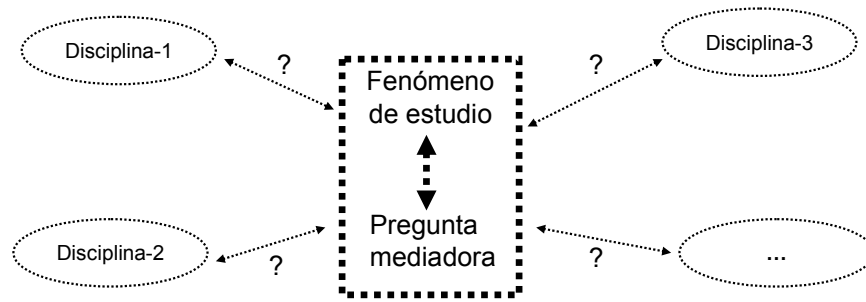 Disciplina-1
?
Disciplina-3
?
Fenómeno
de estudio
Pregunta
mediadora
Disciplina-2
?
...
?